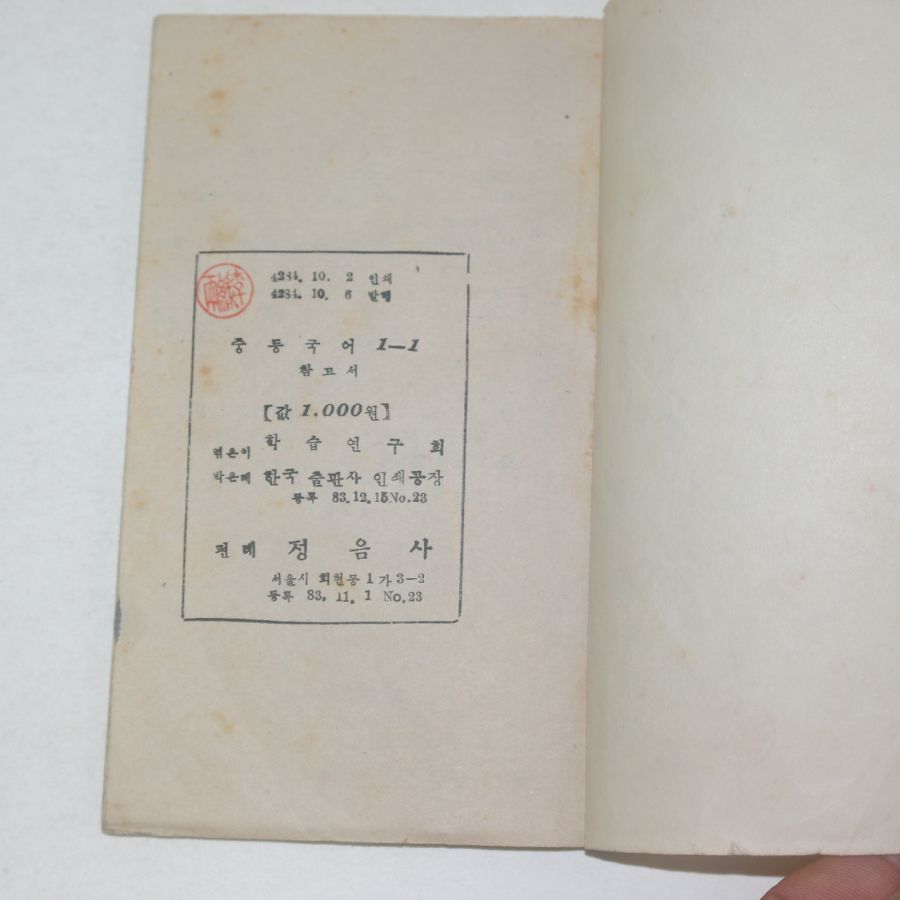 4284. 10. 2 인쇄
4284. 10. 6 발행
중등국어 1—1
참고서
【값 1.000원】
엮은이 학습연구회
박은데 한국 출판사 인쇄공장
등록 83.12.15 No.23
펀데 정음사
서울시 회현동 1가 3-2
등록 83. 11. 1 No.23